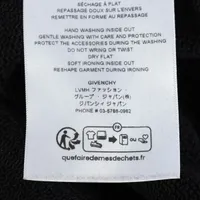 SÉCHAGE À PLAT
REPASSAGE DOUX SUR L'ENVERS
REMETTRE EN FORME AU REPASSAGE
HAND WASHING INSIDE OUT
GENTLE WASHING WITH CARE AND PROTECTION
PROTECT THE ACCESSORIES DURING
THE WASHING
DO NOT WRING OR TWIST
DRY FLAT
SOFT IRONING INSIDE OUT
RESHAPE GARMENT DURING IRONING
GIVENCHY
LVMH ファッション
グループ・ジャパン(株)
ジバンシィ ジャパン
PHONE: 03-5786-0962
FR
quefairedemesdechets.fr